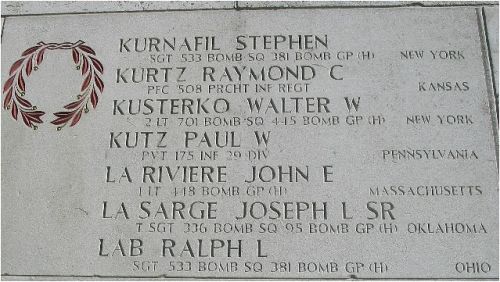 KURNAFIL STEPHEN
SGT 533 BOMB SQ 381 BOMB GP (H) NEW YORK
KURTZ RAYMOND C
PFC 508 PRCHT INF REGT KANSAS
KUSTERKO WALTER W
2 LT 701 BOMB SQ 445 BOMB GP (H) NEW YORK
KUTZ PAUL W
PVT 175 INF 29 DIV PENNSYLVANIA
LA RIVIERE JOHN E
1 LT 448 BOMB GP (H) MASSACHUSETTS
LA SARGE JOSEPH L SR
T SGT 336 BOMB SQ 95 BOMB GP (H) OKLAHOMA
LAB RALPH L
SGT 533 BOMB SQ 381 BOMB GP (H) OHIO